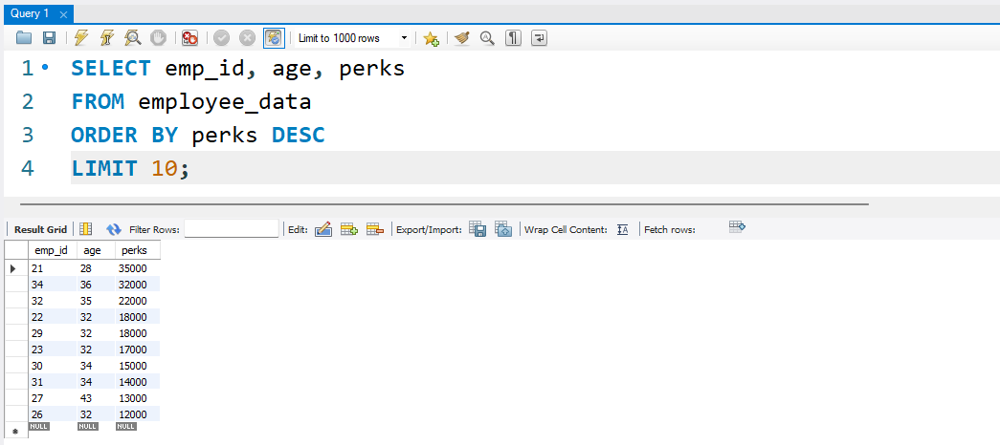 Query 1
Limit to 1000 rows
1 SELECT emp_id, age, perks
2 FROM employee_data
3 ORDER BY perks DESC
4 LIMIT 10;
Result Grid Filter Rows: Edit: Export/Import: Wrap Cell Content: Fetch rows:
emp_id age perks
21 28 35000
34 36 32000
32 35 22000
22 32 18000
29 32 18000
23 32 17000
30 34 15000
31 34 14000
27 43 13000
26 32 12000
NULL NULL NULL